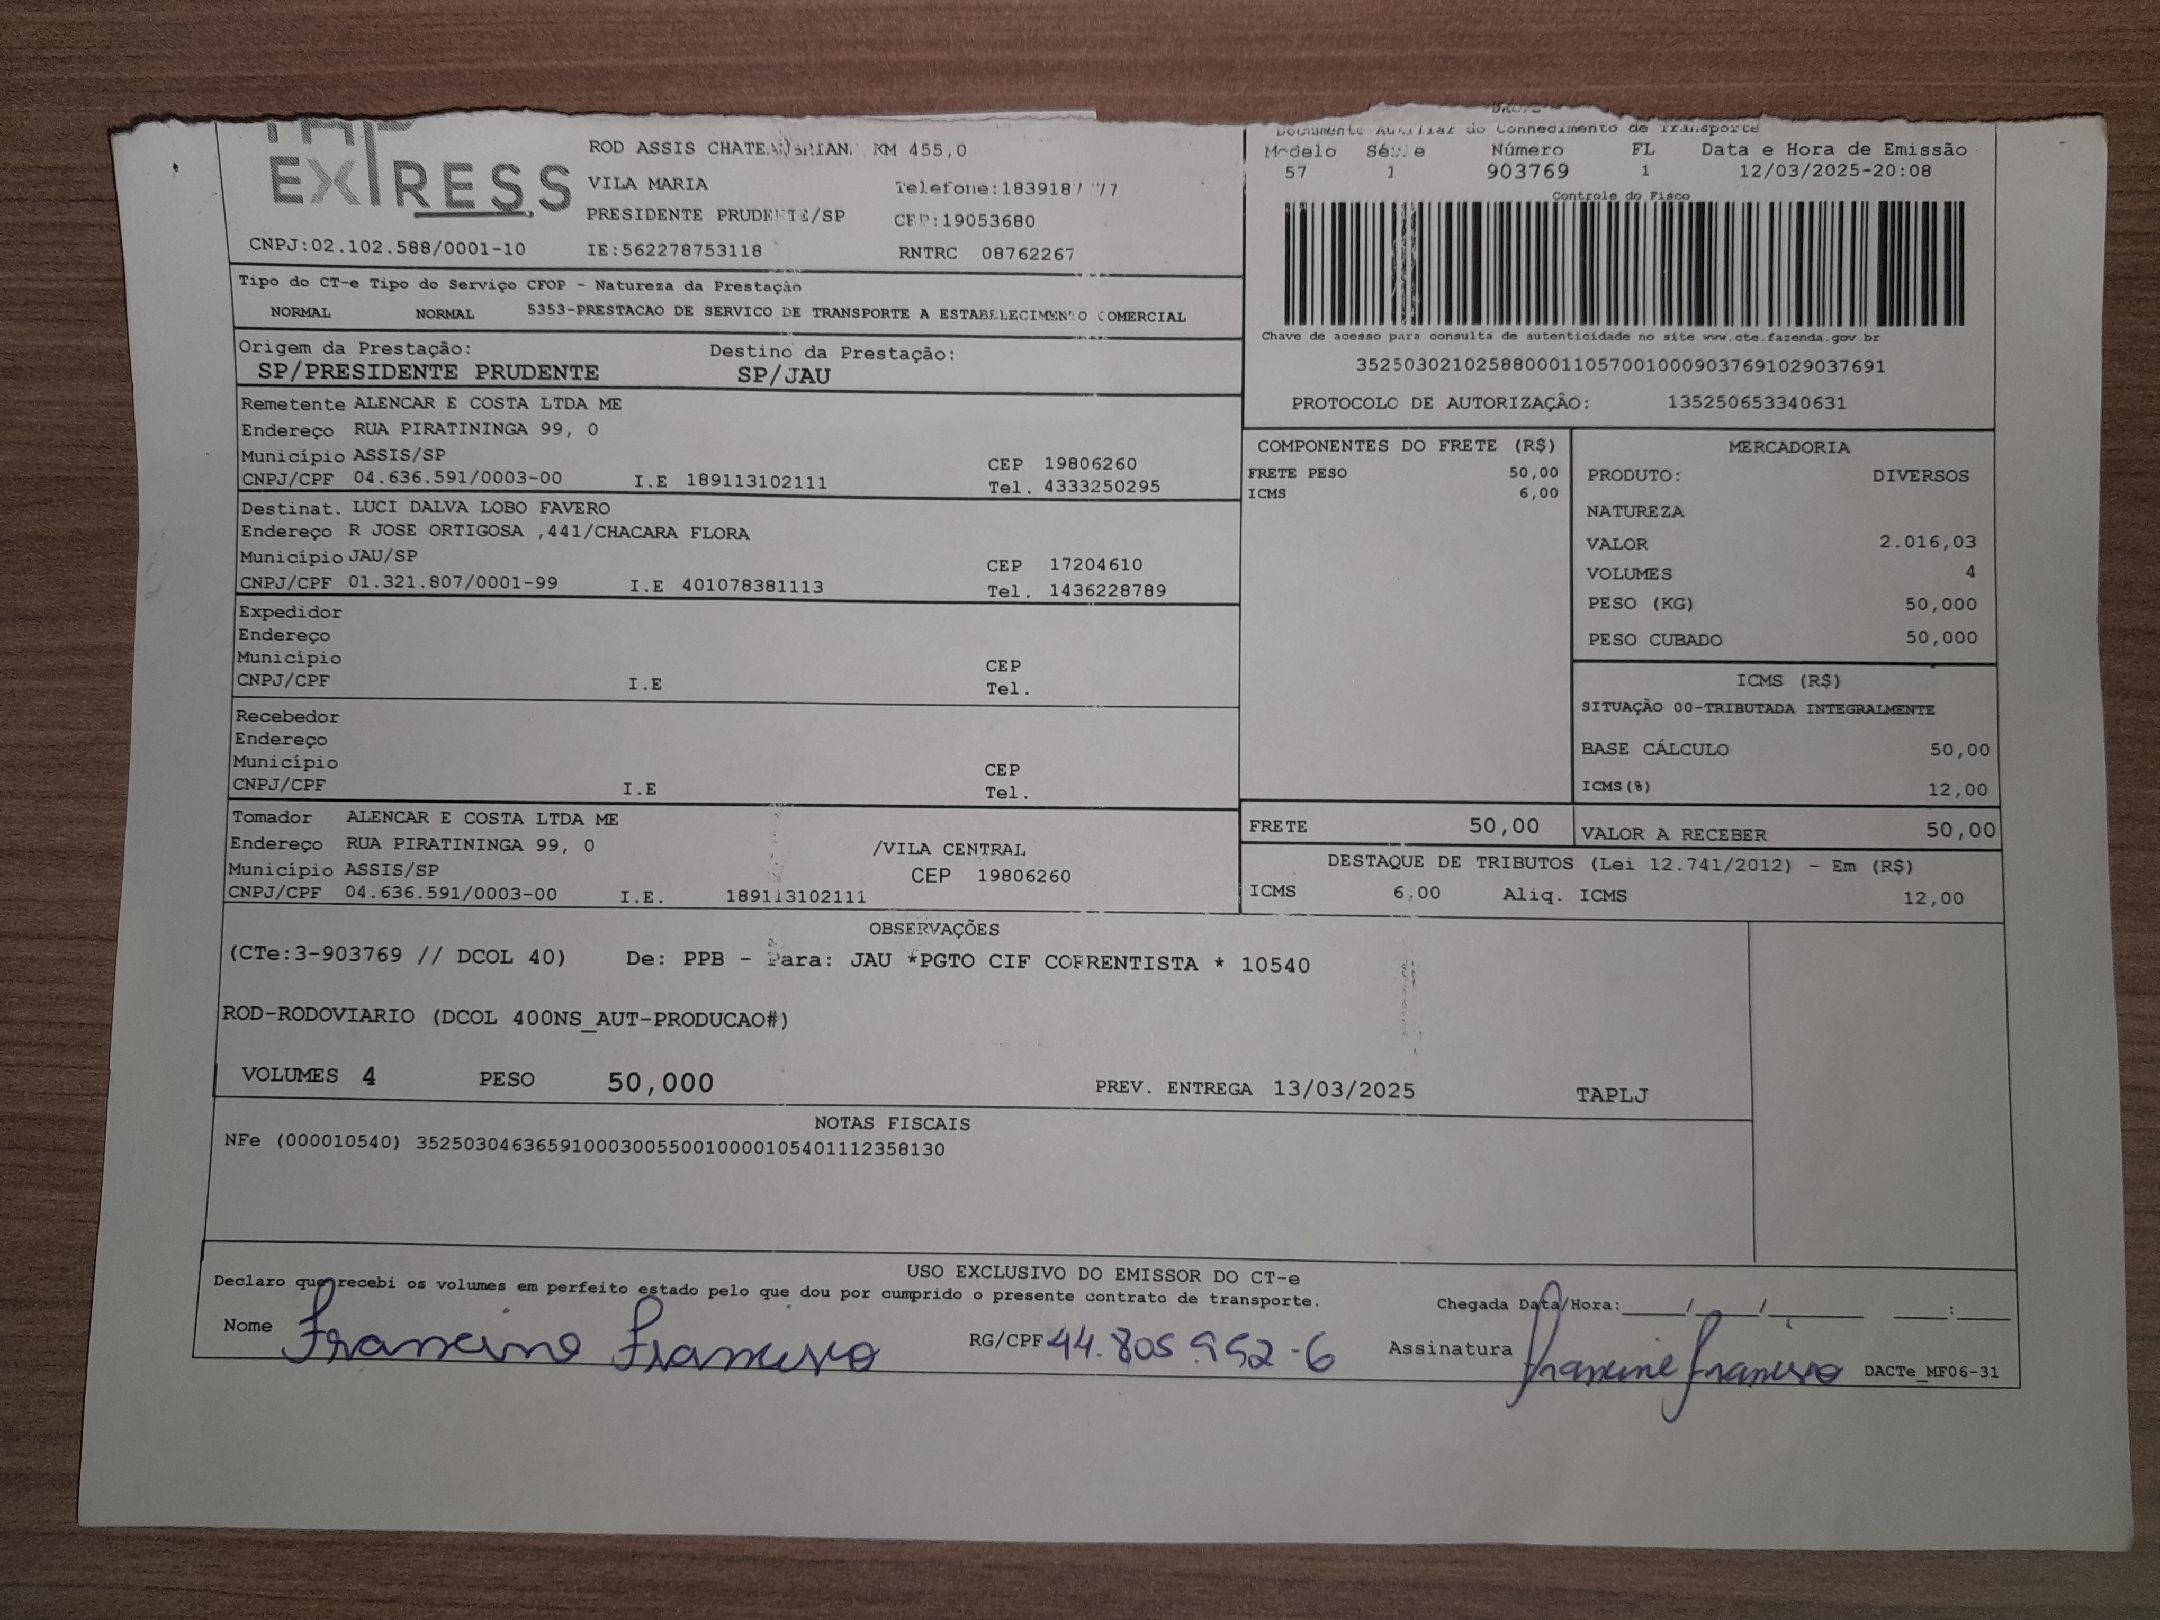 EXPRESS
ROD ASSIS KM 455,0
VILA MARIA
PRESIDENTE PRUDENTE/SP CEP:19053680
CNPJ:02.102.588/0001-10 IE:562278753118 RNTRC 08762267
Documento Auxiliar do Conhecimento de Transporte
Modelo Série Número FL Data e Hora de Emissão
57 1 903769 1 12/03/2025-20:08
Controle do Fisco
Chave de acesso para consulta de autenticidade no site www.cte.fazenda.gov.br
35250302102588000110570010009037691029037691
PROTOCOLO DE AUTORIZAÇÃO: 135250653340631
Tipo do CT-e Tipo do Serviço CFOP - Natureza da Prestação
NORMAL NORMAL 5353-PRESTACAO DE SERVICO DE TRANSPORTE A ESTABELECIMENTO COMERCIAL
Origem da Prestação: Destino da Prestação:
SP/PRESIDENTE PRUDENTE SP/JAU
Remetente ALENCAR E COSTA LTDA ME
Endereço RUA PIRATININGA 99, 0
Município ASSIS/SP CEP 19806260
CNPJ/CPF 04.636.591/0003-00 I.E 189113102111 Tel. 4333250295
Destinat. LUCI DALVA LOBO FAVERO
Endereço R JOSE ORTIGOSA ,441/CHACARA FLORA
Município JAU/SP CEP 17204610
CNPJ/CPF 01.321.807/0001-99 I.E 401078381113 Tel. 1436228789
Expedidor
Endereço
Município CEP
CNPJ/CPF I.E Tel.
Recebedor
Endereço
Município CEP
CNPJ/CPF I.E Tel.
Tomador ALENCAR E COSTA LTDA ME
Endereço RUA PIRATININGA 99, 0 /VILA CENTRAL
Município ASSIS/SP CEP 19806260
CNPJ/CPF 04.636.591/0003-00 I.E. 189113102111
COMPONENTES DO FRETE (R$)
FRETE PESO 50,00
ICMS 6,00
MERCADORIA
PRODUTO: DIVERSOS
NATUREZA
VALOR 2.016,03
VOLUMES 4
PESO (KG) 50,000
PESO CUBADO 50,000
ICMS (R$)
SITUAÇÃO 00-TRIBUTADA INTEGRALMENTE
BASE CÁLCULO 50,00
ICMS(%) 12,00
FRETE 50,00 VALOR A RECEBER 50,00
DESTAQUE DE TRIBUTOS (Lei 12.741/2012) - Em (R$)
ICMS 6,00 Aliq. ICMS 12,00
OBSERVAÇÕES
(CTe:3-903769 // DCOL 40) De: PPB - Para: JAU *PGTO CIF CORRENTISTA * 10540
ROD-RODOVIARIO (DCOL 400NS_AUT-PRODUCAO#)
VOLUMES 4 PESO 50,000 PREV. ENTREGA 13/03/2025 TAPLJ
NOTAS FISCAIS
NFe (000010540) 35250304636591000300550010000105401112358130
USO EXCLUSIVO DO EMISSOR DO CT-e
Declaro que recebi os volumes em perfeito estado pelo que dou por cumprido o presente contrato de transporte.
Chegada Data/Hora:____/____/______ ___:___
Nome Francine Francisco RG/CPF 44.805.952-6 Assinatura Francine Francisco DACTe_MF06-31